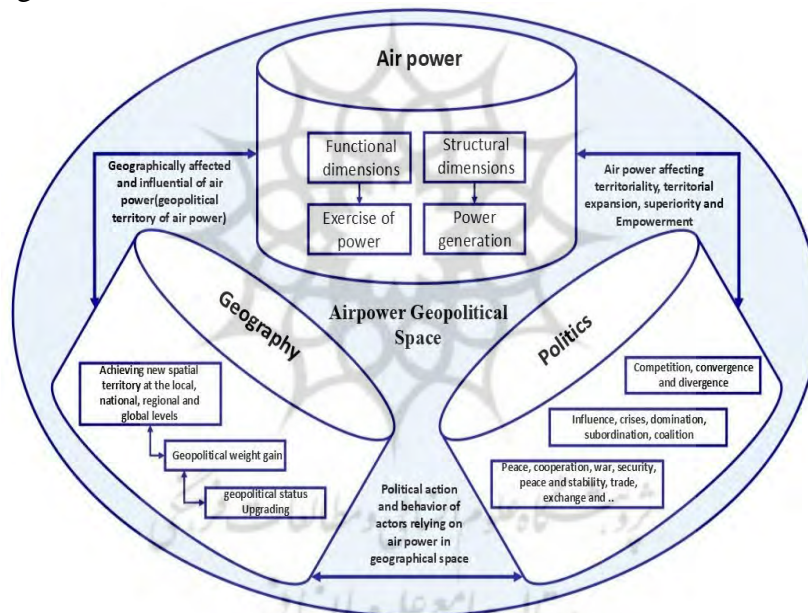 Air power
Functional
dimensions
Structural
dimensions
Exercise of
power
Power
generation
Geographically affected
and influential of air
power(geopolitical
territory of air power)
Air power affecting
territoriality, territorial
expansion, superiority and
Empowerment
Airpower Geopolitical
Space
Geography
Achieving new spatial
territory at the local,
national, regional and
global levels
Geopolitical weight gain
geopolitical status
Upgrading
Politics
Competition, convergence
and divergence
Influence, crises, domination,
subordination, coalition
Peace, cooperation, war, security,
peace and stability, trade,
exchange and ..
Political action
and behavior of
actors relying on
air power in
geographical space